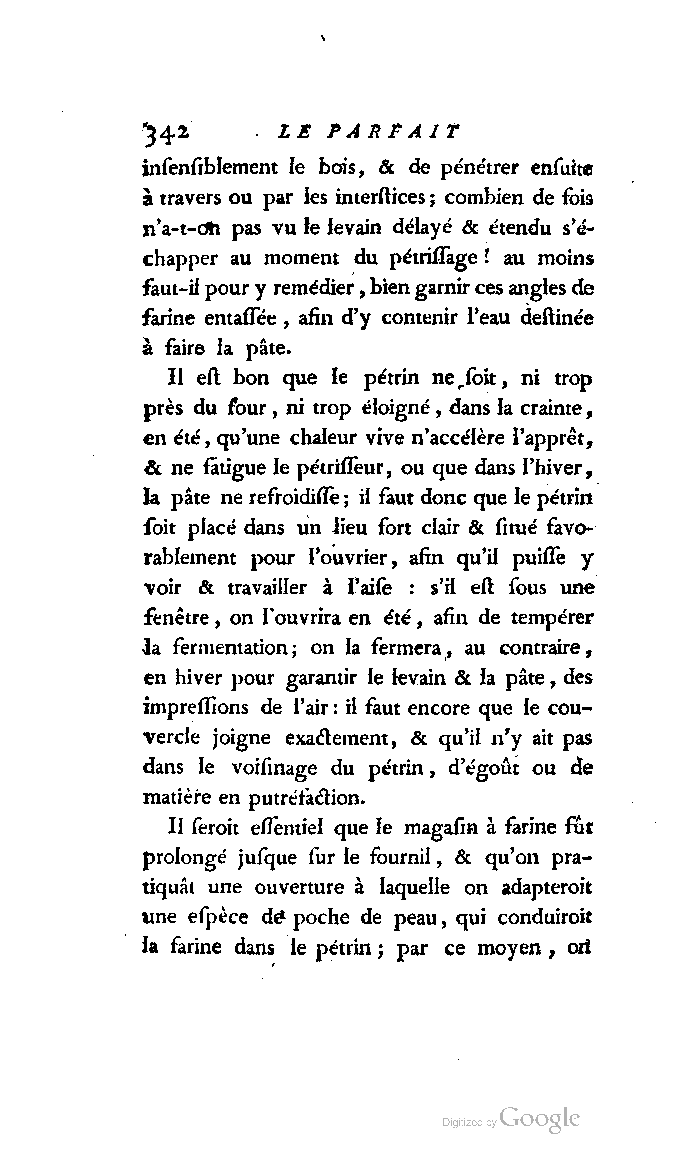 342 LE PARFAIT
inſenſiblement le bois, & de pénétrer enſuite
à travers ou par les interſtices ; combien de fois
n'a-t-on pas vu le levain délayé & étendu s'é-
chapper au moment du pétriſſage ! au moins
faut-il pour y remédier, bien garnir ces angles de
farine entaſſée, afin d'y contenir l'eau deſtinée
à faire la pâte.
Il eſt bon que le pétrin ne ſoit, ni trop
près du four, ni trop éloigné, dans la crainte,
en été, qu'une chaleur vive n'accélère l'apprêt,
& ne fatigue le pétriſſeur, ou que dans l'hiver,
la pâte ne refroidiſſe ; il faut donc que le pétrin
ſoit placé dans un lieu fort clair & ſitué favo-
rablement pour l'ouvrier, afin qu'il puiſſe y
voir & travailler à l'aiſe : s'il eſt ſous une
fenêtre, on l'ouvrira en été, afin de tempérer
la fermentation ; on la fermera, au contraire,
en hiver pour garantir le levain & la pâte, des
impreſſions de l'air : il faut encore que le cou-
vercle joigne exactement, & qu'il n'y ait pas
dans le voiſinage du pétrin, d'égoût ou de
matière en putréfaction.
Il ſeroit eſſentiel que le magaſin à farine fût
prolongé juſque ſur le fournil, & qu'on pra-
tiquât une ouverture à laquelle on adapteroit
une eſpèce de poche de peau, qui conduiroit
la farine dans le pétrin ; par ce moyen, on
Digitized by Google